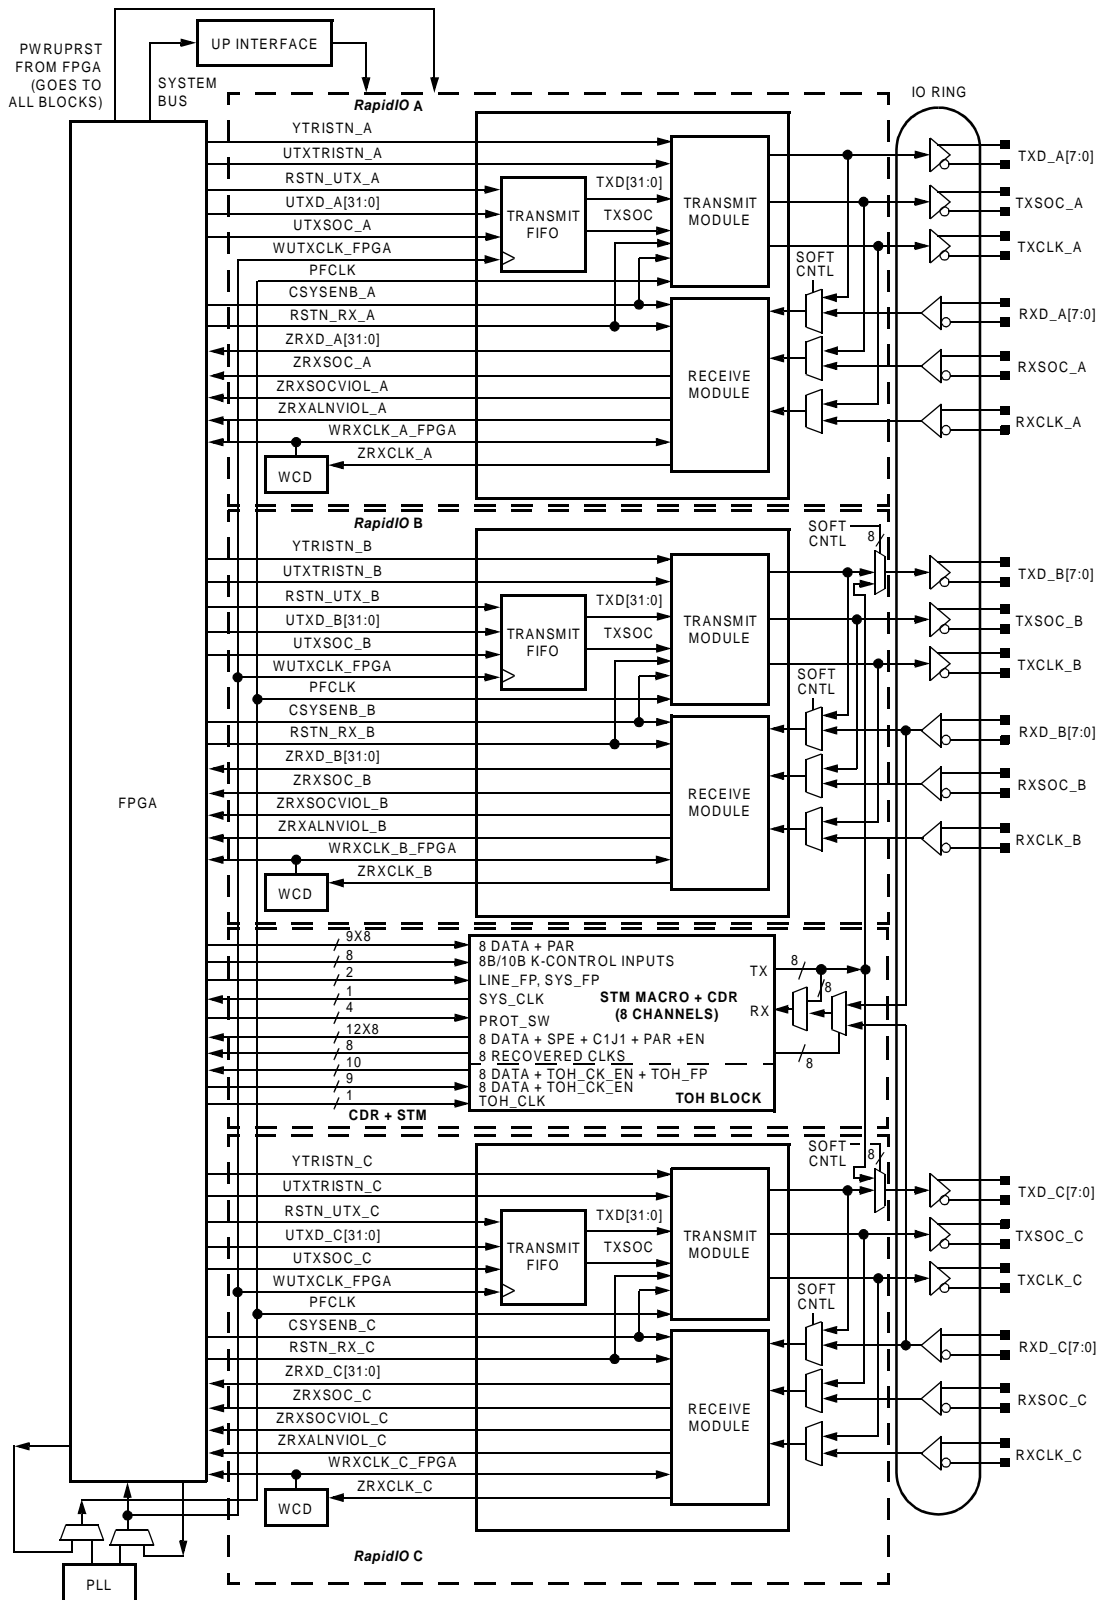 PWRUPRST
FROM FPGA
(GOES TO
ALL BLOCKS)
SYSTEM
BUS
UP INTERFACE
IO RING
RapidIO A
YTRISTN_A
UTXTRISTN_A
RSTN_UTX_A
UTXD_A[31:0]
UTXSOC_A
WUTXCLK_FPGA
PFCLK
CSYSENB_A
RSTN_RX_A
ZRXD_A[31:0]
ZRXSOC_A
ZRXSOCVIOL_A
ZRXALNVIOL_A
WRXCLK_A_FPGA
ZRXCLK_A
WCD
TRANSMIT
FIFO
TXD[31:0]
TXSOC
TRANSMIT
MODULE
RECEIVE
MODULE
SOFT
CNTL
TXD_A[7:0]
TXSOC_A
TXCLK_A
RXD_A[7:0]
RXSOC_A
RXCLK_A
FPGA
RapidIO B
YTRISTN_B
UTXTRISTN_B
RSTN_UTX_B
UTXD_B[31:0]
UTXSOC_B
WUTXCLK_FPGA
PFCLK
CSYSENB_B
RSTN_RX_B
ZRXD_B[31:0]
ZRXSOC_B
ZRXSOCVIOL_B
ZRXALNVIOL_B
WRXCLK_B_FPGA
ZRXCLK_B
WCD
TRANSMIT
FIFO
TXD[31:0]
TXSOC
TRANSMIT
MODULE
RECEIVE
MODULE
SOFT
CNTL
8
SOFT
CNTL
TXD_B[7:0]
TXSOC_B
TXCLK_B
RXD_B[7:0]
RXSOC_B
RXCLK_B
9X8
8
2
1
4
12X8
8
10
9
1
CDR + STM
8 DATA + PAR
8B/10B K-CONTROL INPUTS
LINE_FP, SYS_FP
SYS_CLK
PROT_SW
8 DATA + SPE + C1J1 + PAR +EN
8 RECOVERED CLKS
8 DATA + TOH_CK_EN + TOH_FP
8 DATA + TOH_CK_EN
TOH_CLK
STM MACRO + CDR
(8 CHANNELS)
TX
RX
TOH BLOCK
8
8
8
RapidIO C
YTRISTN_C
UTXTRISTN_C
RSTN_UTX_C
UTXD_C[31:0]
UTXSOC_C
WUTXCLK_FPGA
PFCLK
CSYSENB_C
RSTN_RX_C
ZRXD_C[31:0]
ZRXSOC_C
ZRXSOCVIOL_C
ZRXALNVIOL_C
WRXCLK_C_FPGA
ZRXCLK_C
WCD
TRANSMIT
FIFO
TXD[31:0]
TXSOC
TRANSMIT
MODULE
RECEIVE
MODULE
SOFT
CNTL
8
SOFT
CNTL
TXD_C[7:0]
TXSOC_C
TXCLK_C
RXD_C[7:0]
RXSOC_C
RXCLK_C
PLL